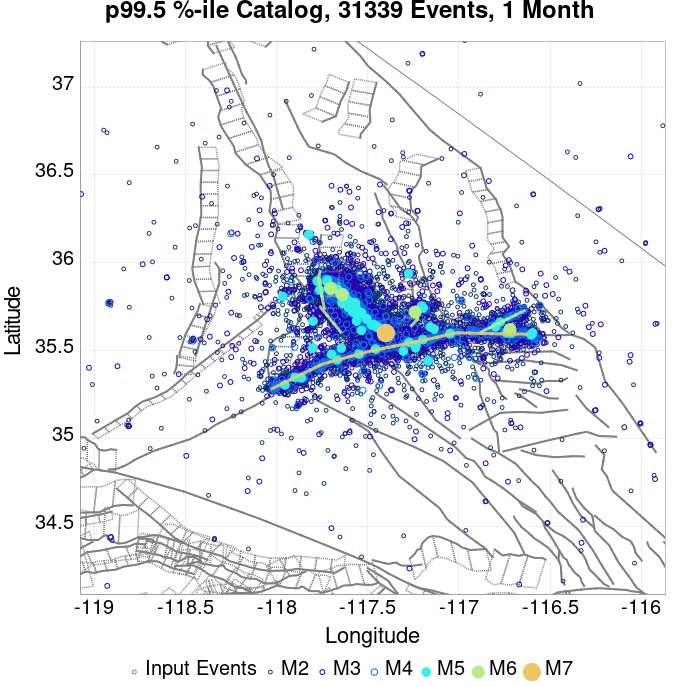 p99.5 %-ile Catalog, 31339 Events, 1 Month
37
36.5
36
35.5
35
34.5
Latitude
-119 -118.5 -118 -117.5 -117 -116.5 -116
Longitude
Input Events M2 M3 M4 M5 M6 M7